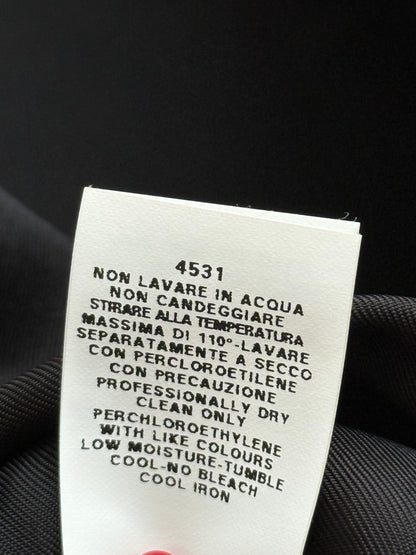 4531
NON LAVARE IN ACQUA
NON CANDEGGIARE
STIRARE ALLA TEMPERATURA
MASSIMA DI 110°-LAVARE
SEPARATAMENTE A SECCO
CON PERCLOROETILENE
CON PRECAUZIONE
PROFESSIONALLY DRY
CLEAN ONLY
PERCHLOROETHYLENE
WITH LIKE COLOURS
LOW MOISTURE-TUMBLE
COOL-NO BLEACH
COOL IRON